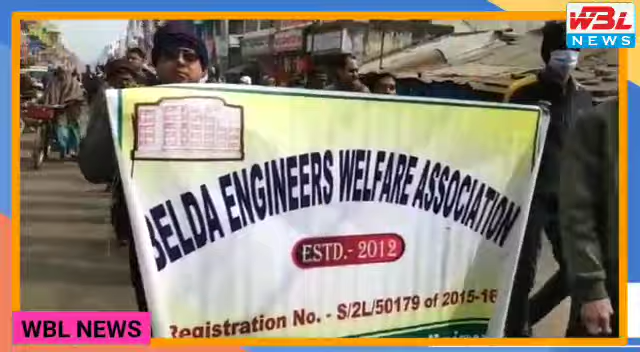 WBL
NEWS
BELDA ENGINEERS WELFARE ASSOCIATION
ESTD.- 2012
Registration No. - S/2L/50179 of 2015-16
WBL NEWS